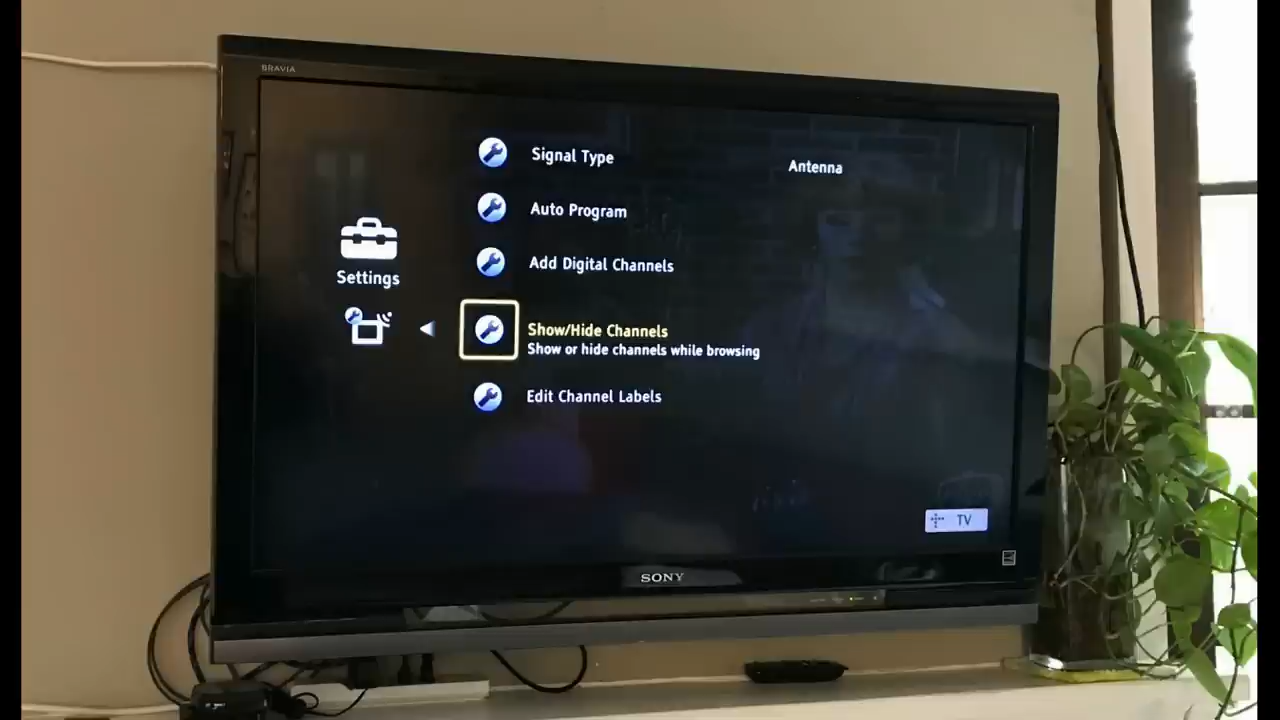 BRAVIA
Signal Type
Antenna
Auto Program
Add Digital Channels
Settings
Show/Hide Channels
Show or hide channels while browsing
Edit Channel Labels
TV
SONY